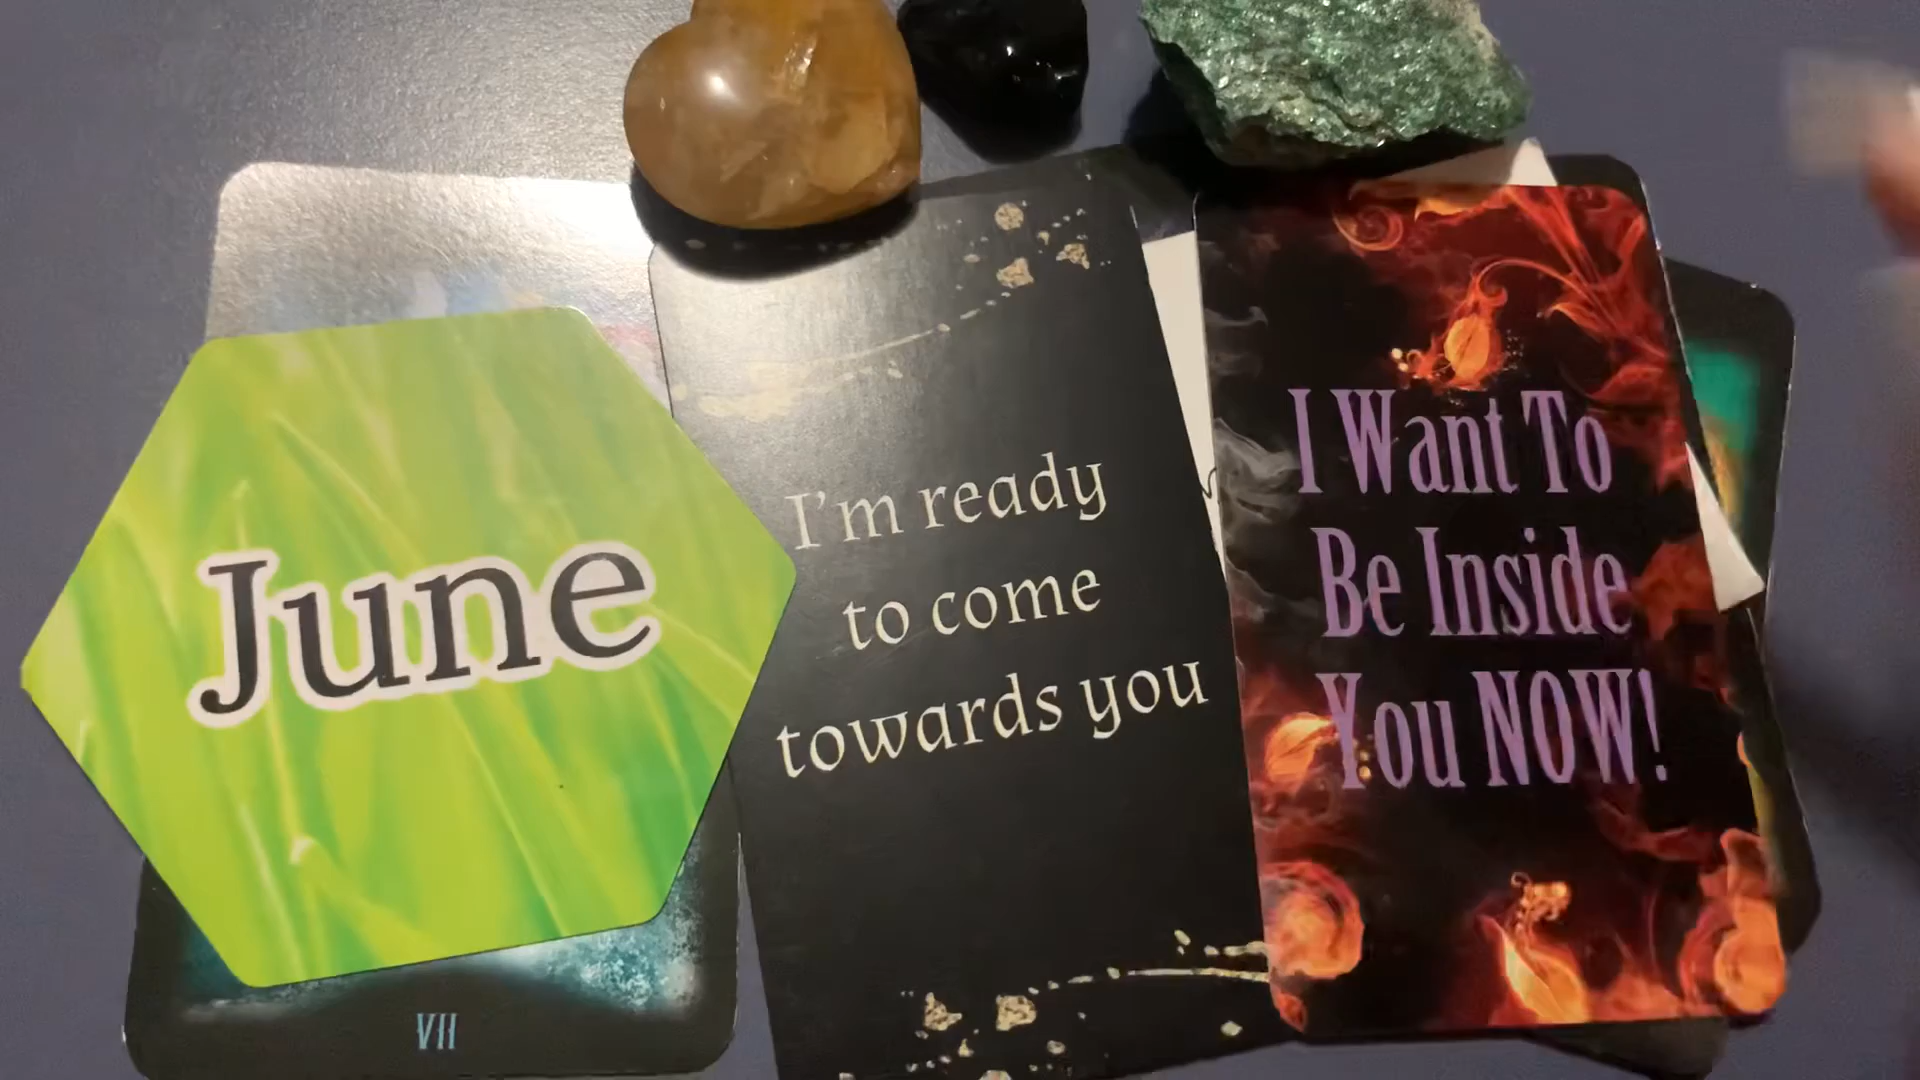 June
VII
I'm ready
to come
towards you
I Want To
Be Inside
You NOW!